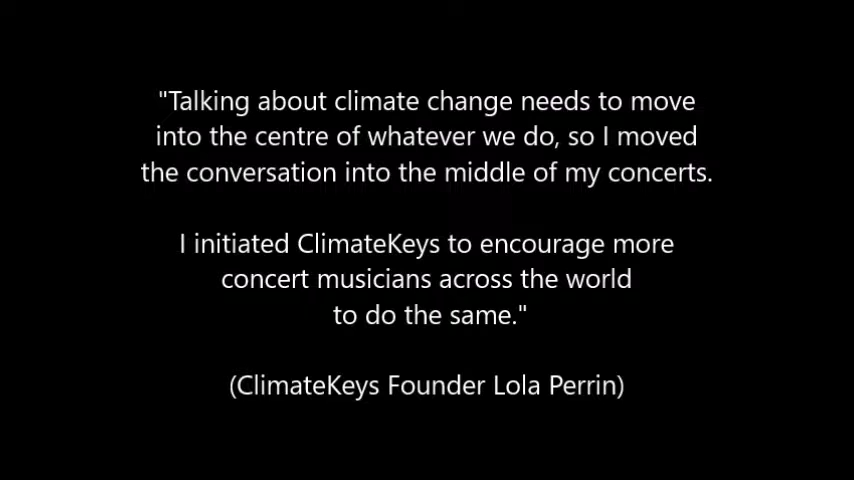 "Talking about climate change needs to move
into the centre of whatever we do, so I moved
the conversation into the middle of my concerts.
I initiated ClimateKeys to encourage more
concert musicians across the world
to do the same."
(ClimateKeys Founder Lola Perrin)